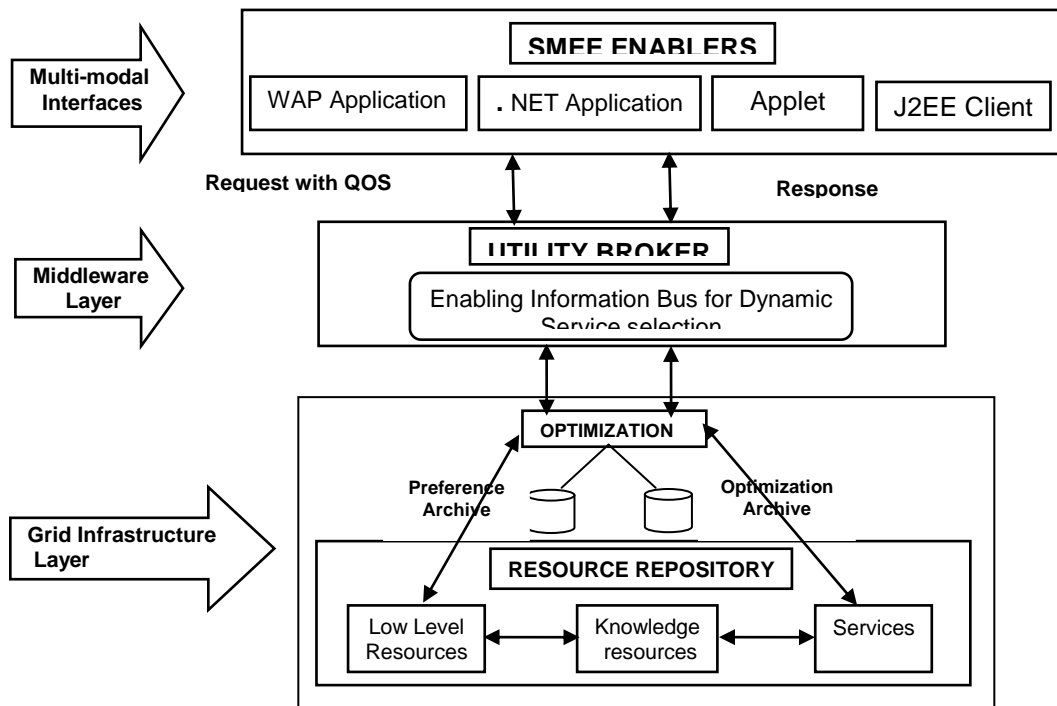 SMEE ENABLERS
Multi-modal
Interfaces
WAP Application
. NET Application
Applet
J2EE Client
Request with QOS
Response
UTILITY BROKER
Middleware
Layer
Enabling Information Bus for Dynamic
Service selection
OPTIMIZATION
Preference
Archive
Optimization
Archive
Grid Infrastructure
Layer
RESOURCE REPOSITORY
Low Level
Resources
Knowledge
resources
Services